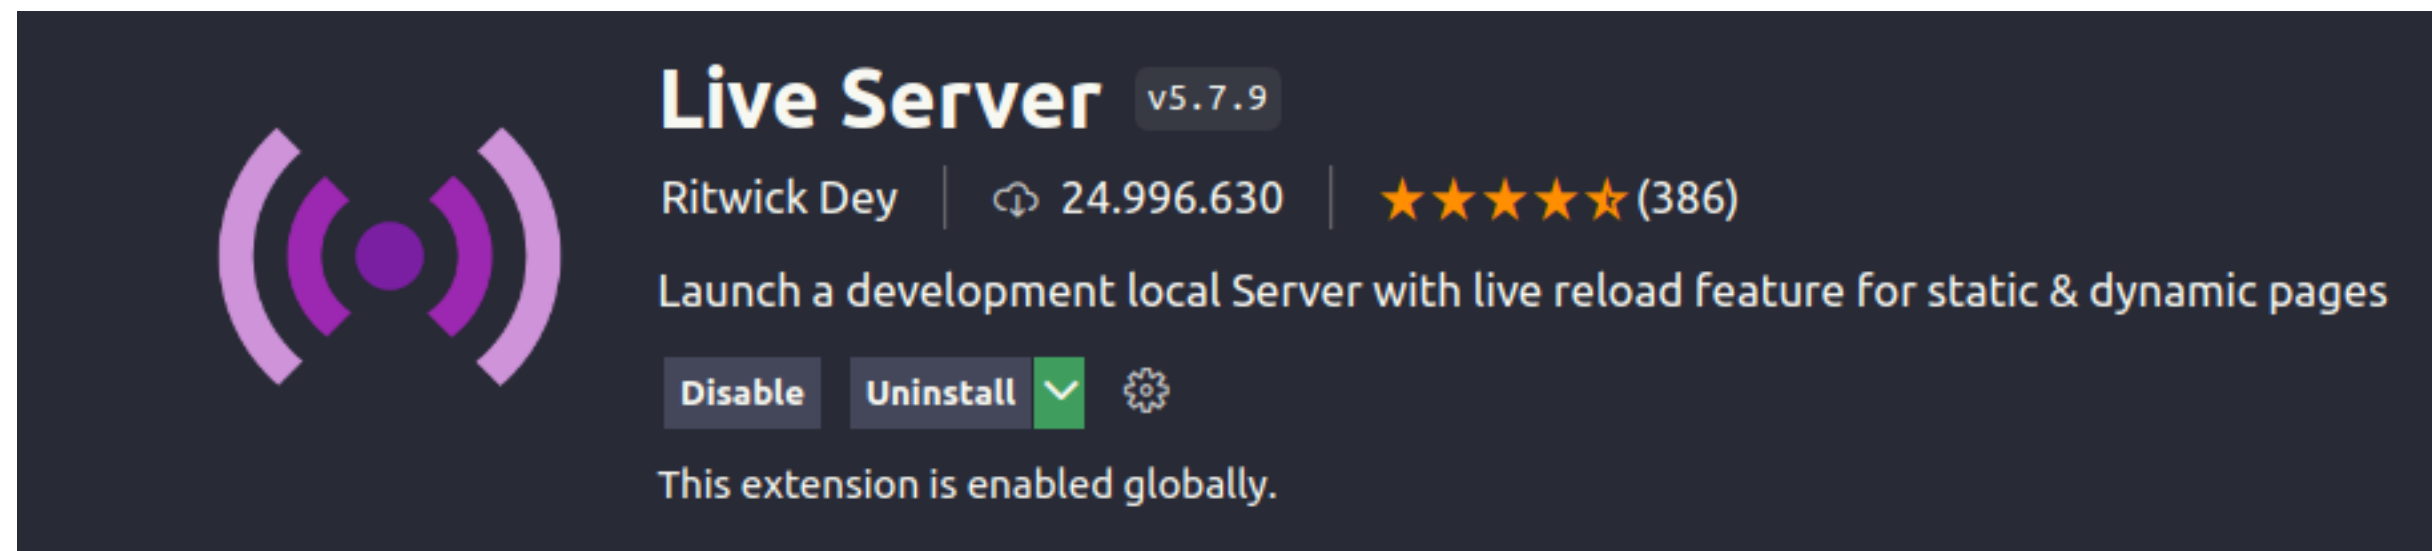 Live Server v5.7.9
Ritwick Dey 24.996.630 (386)
Launch a development local Server with live reload feature for static & dynamic pages
Disable Uninstall
This extension is enabled globally.